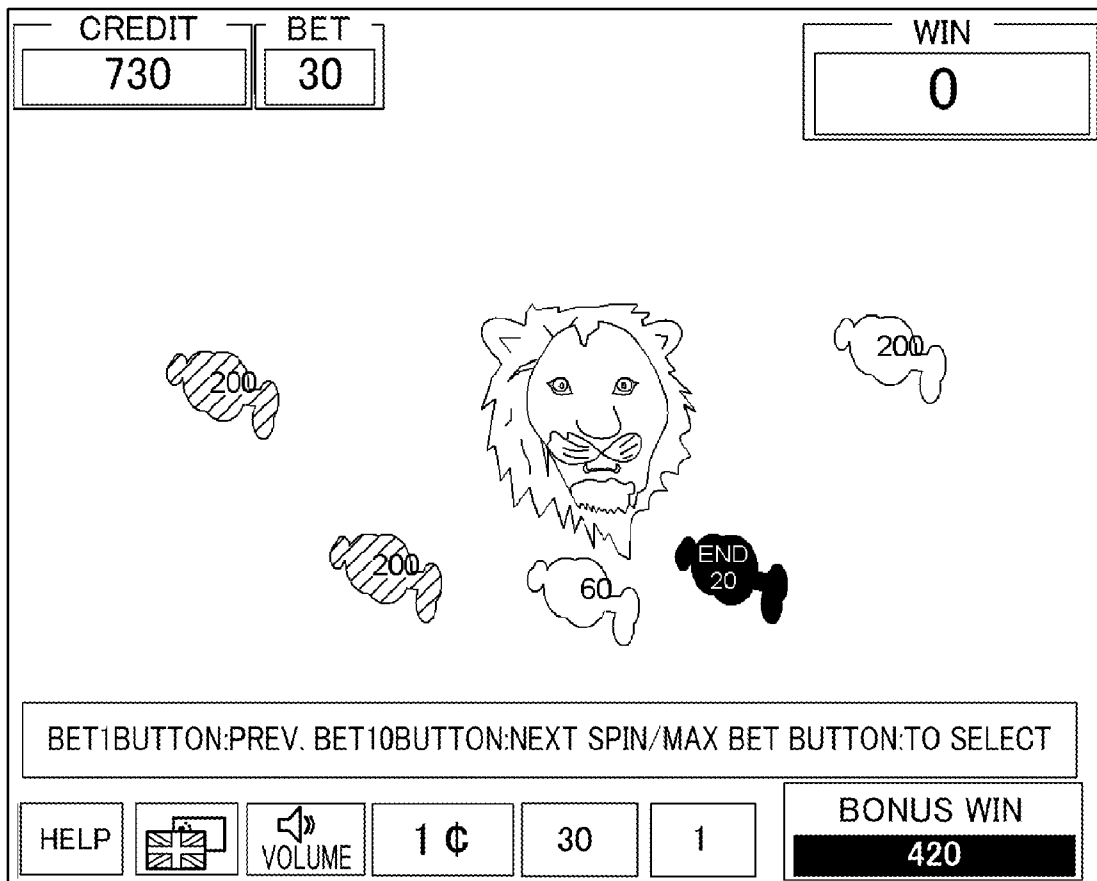 CREDIT
730
BET
30
WIN
0
200
200
200
60
END
20
BET1BUTTON:PREV. BET10BUTTON:NEXT SPIN/MAX BET BUTTON:TO SELECT
HELP
VOLUME
1 ¢
30
1
BONUS WIN
420